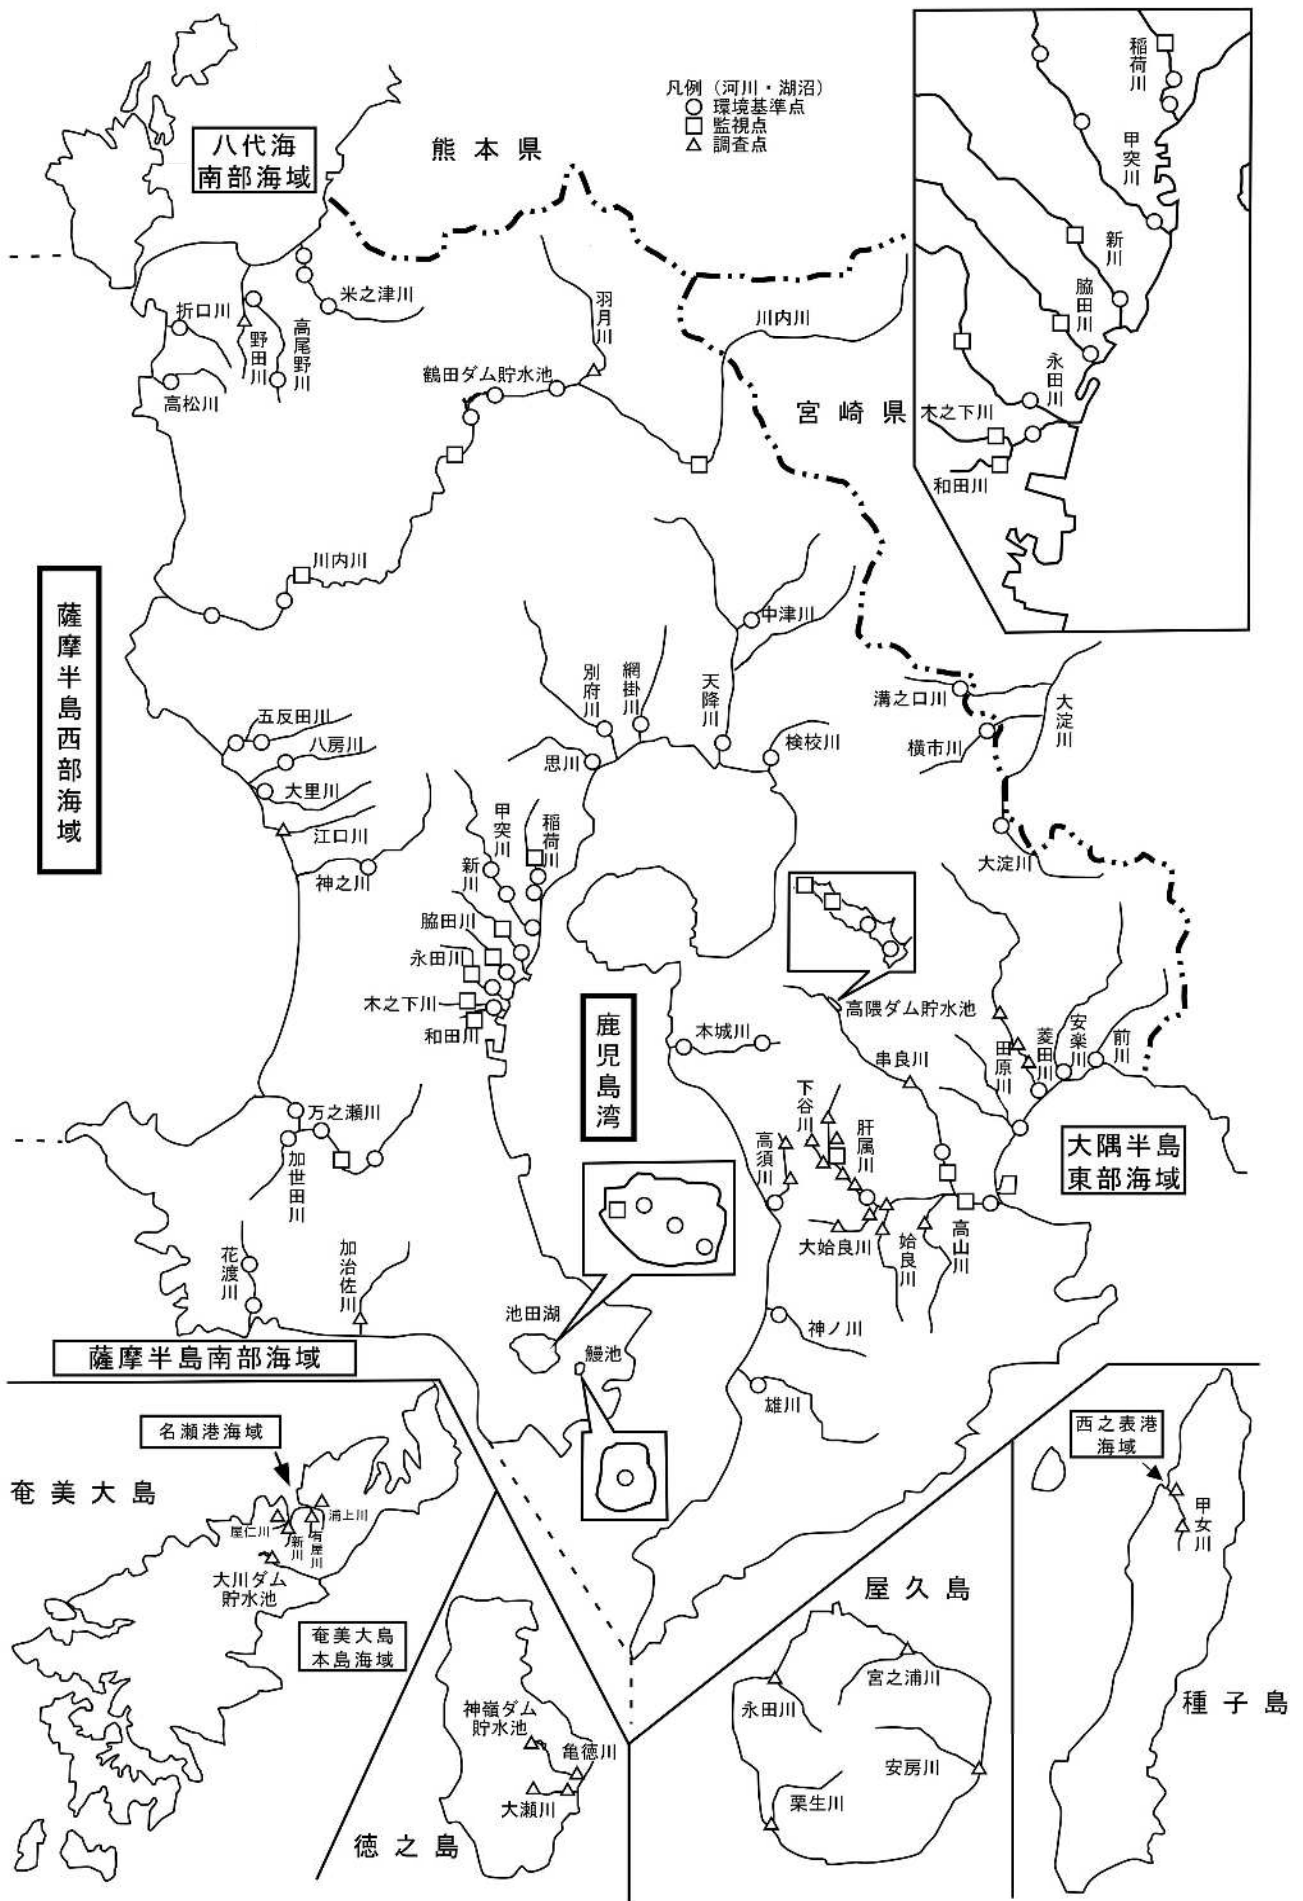 八代海
南部海域
熊本県
凡例（河川・湖沼）
○ 環境基準点
□ 監視点
△ 調査点
稲荷川
甲突川
新川
脇田川
永田川
木之下川
和田川
宮崎県
米之津川
折口川
野田川
高尾野川
高松川
羽月川
川内川
鶴田ダム貯水池
川内川
薩摩半島西部海域
中津川
別府川
網掛川
天降川
思川
検校川
溝之口川
横市川
大淀川
大淀川
五反田川
八房川
大里川
江口川
神之川
甲突川
稲荷川
新川
脇田川
永田川
木之下川
和田川
鹿児島湾
本城川
高隈ダム貯水池
串良川
田原川
菱田川
安楽川
前川
下谷川
肝属川
高須川
大姶良川
姶良川
高山川
大隅半島
東部海域
万之瀬川
加世田川
花渡川
加治佐川
池田湖
鰻池
神ノ川
雄川
薩摩半島南部海域
名瀬港海域
奄美大島
屋仁川
新川
有屋川
浦上川
大川ダム
貯水池
奄美大島
本島海域
神嶺ダム
貯水池
亀徳川
大瀬川
徳之島
屋久島
宮之浦川
永田川
安房川
栗生川
西之表港
海域
甲女川
種子島